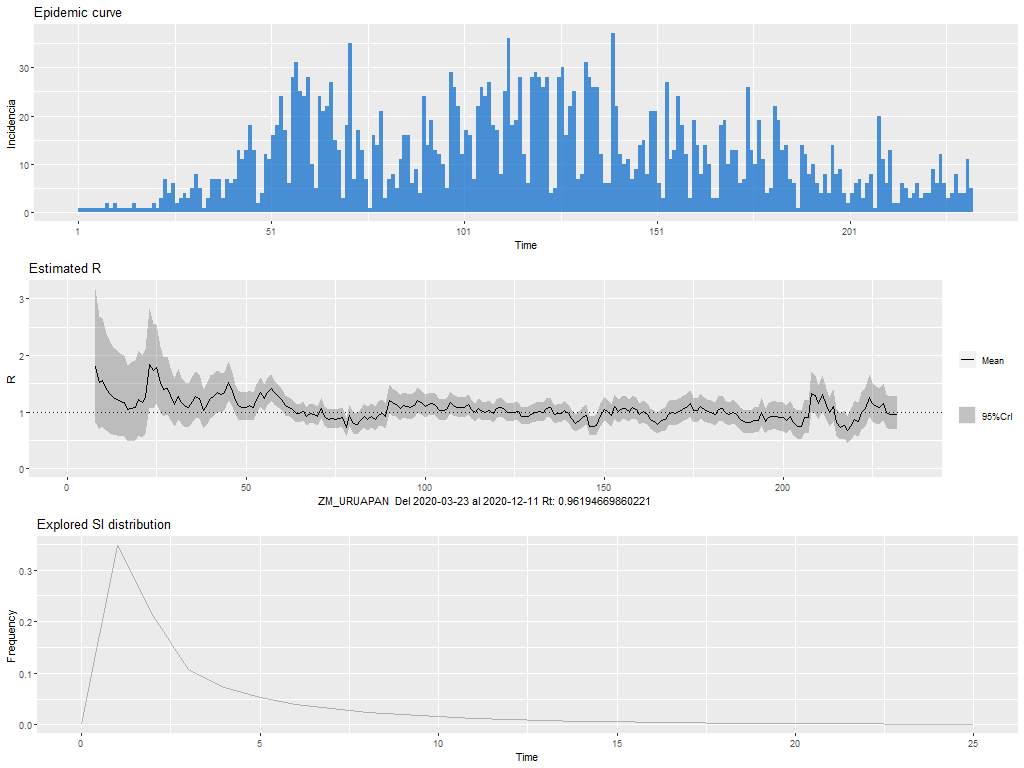 Epidemic curve
Incidencia
30
20
10
0
1
51
101
151
201
Time
Estimated R
R
3
2
1
0
0
50
100
150
200
ZM_URUAPAN Del 2020-03-23 al 2020-12-11 Rt: 0.96194669860221
Mean
95%CrI
Explored SI distribution
Frequency
0.3
0.2
0.1
0.0
0
5
10
15
20
25
Time